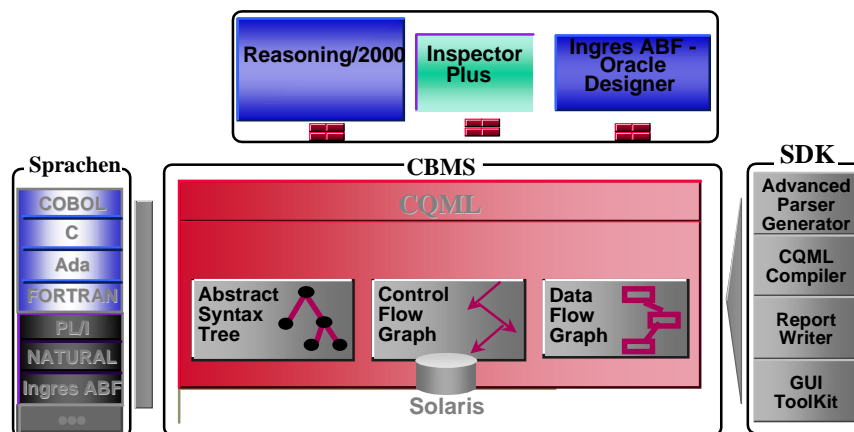 Reasoning/2000
Inspector
Plus
Ingres ABF -
Oracle
Designer
Sprachen
COBOL
C
Ada
FORTRAN
PL/I
NATURAL
Ingres ABF
•••
CBMS
CQML
Abstract
Syntax
Tree
Control
Flow
Graph
Data
Flow
Graph
Solaris
SDK
Advanced
Parser
Generator
CQML
Compiler
Report
Writer
GUI
ToolKit